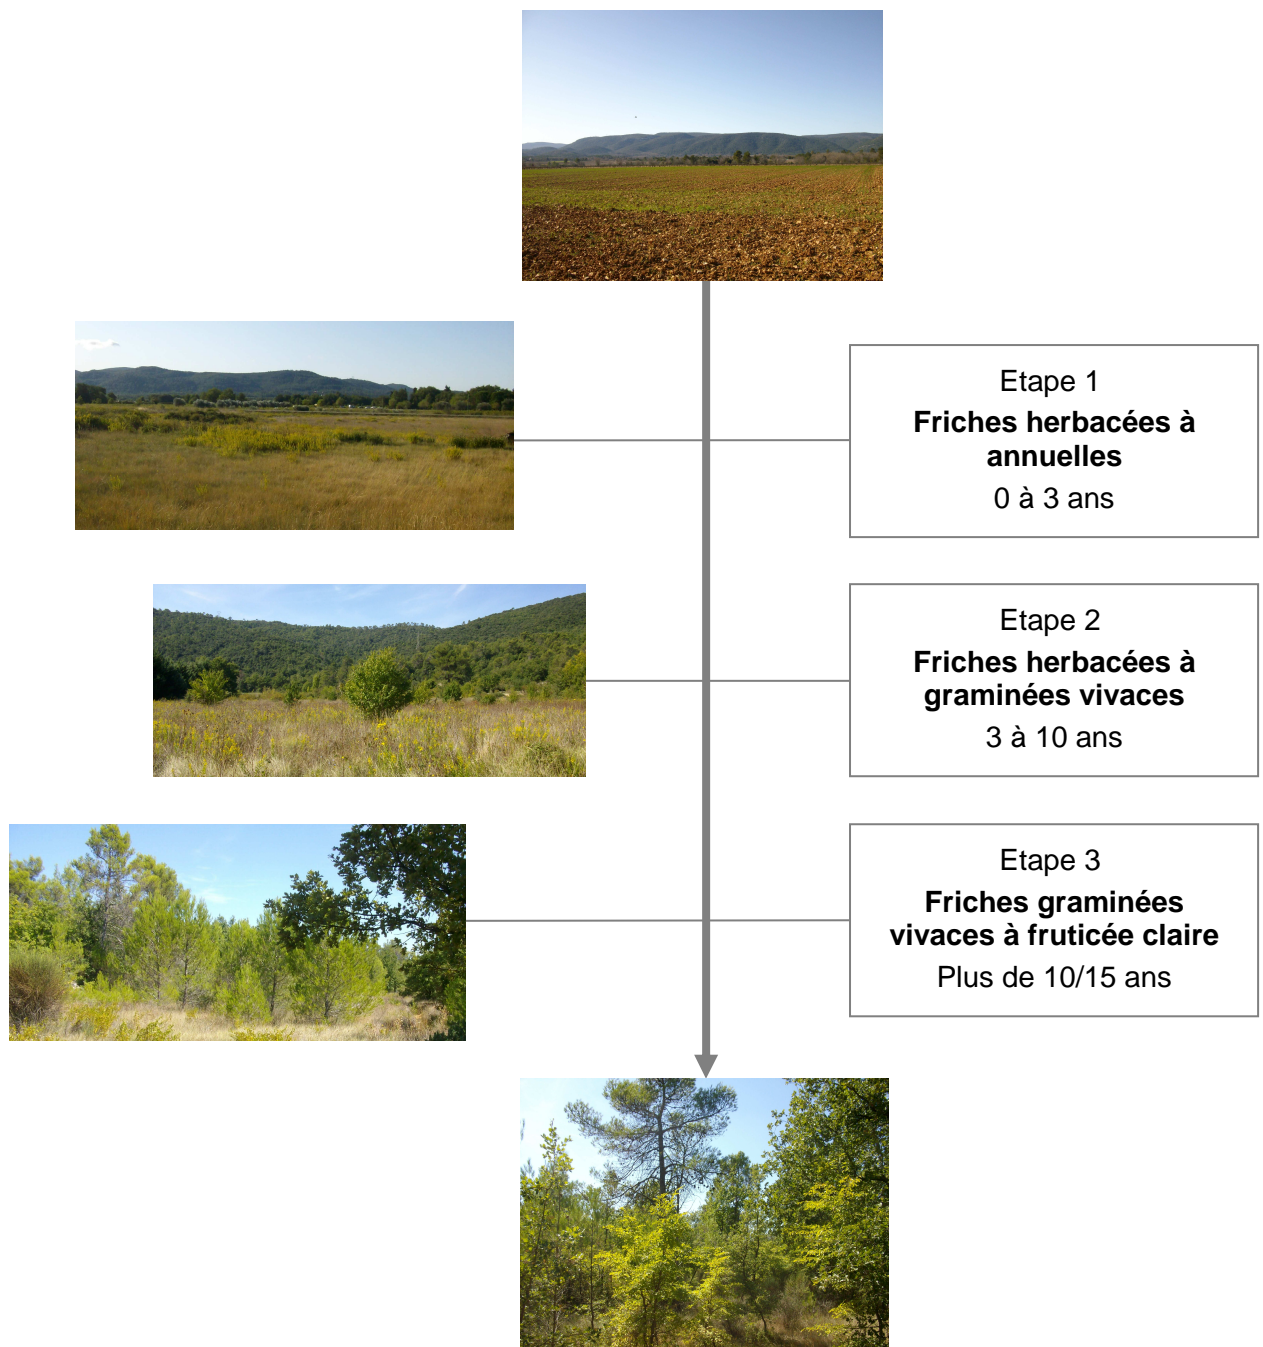 Etape 1
Friches herbacées à
annuelles
0 à 3 ans
Etape 2
Friches herbacées à
graminées vivaces
3 à 10 ans
Etape 3
Friches graminées
vivaces à fruticée claire
Plus de 10/15 ans